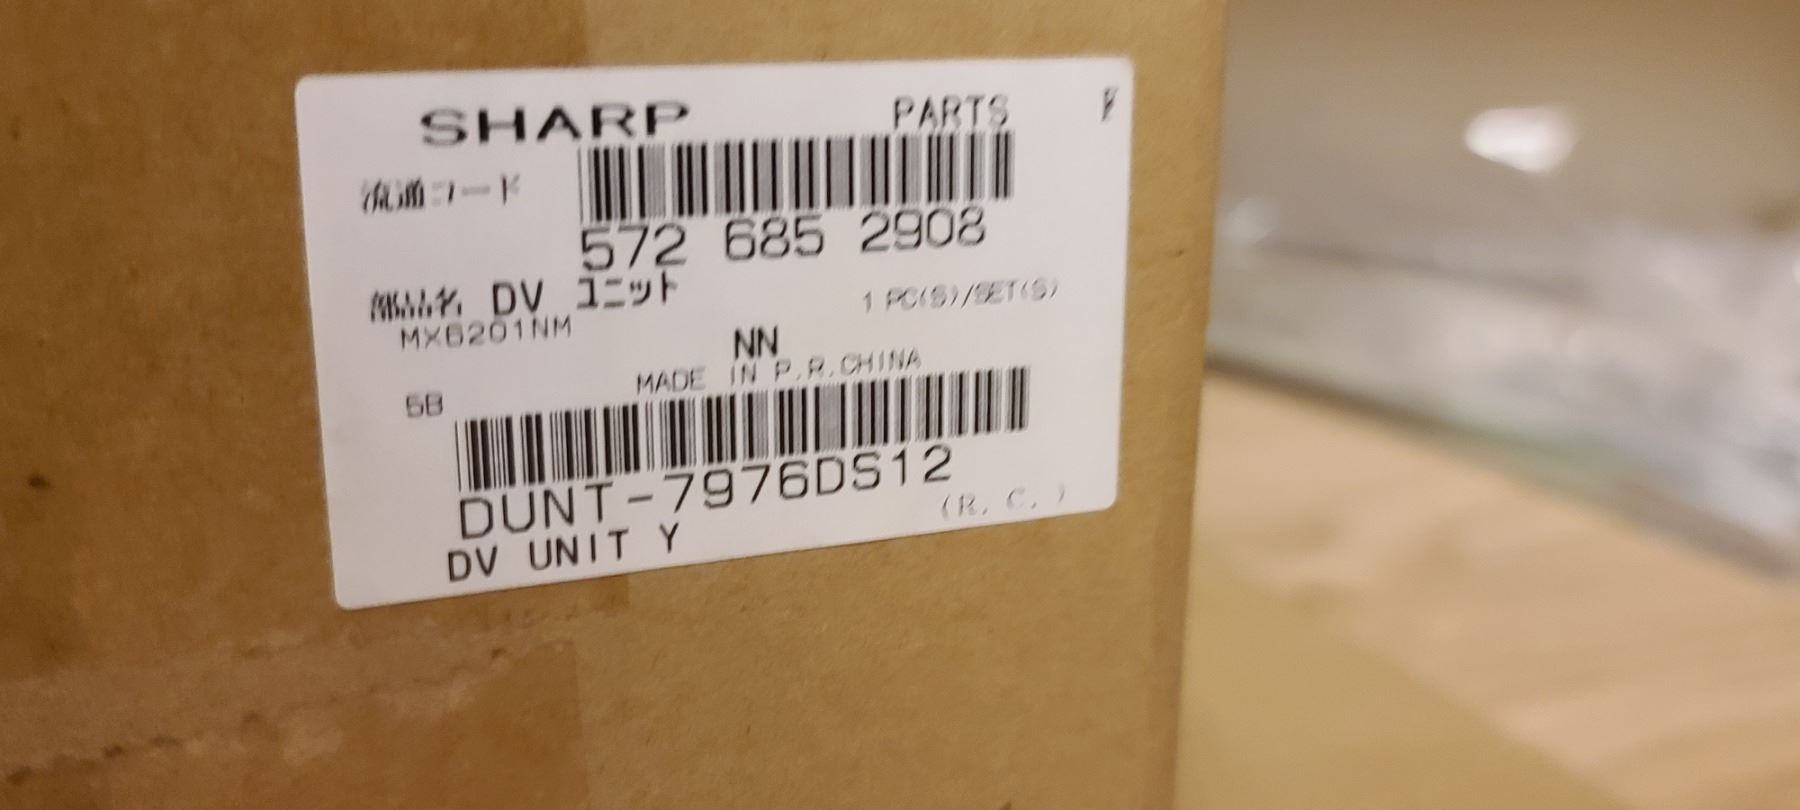 SHARP PARTS
流通コード
572 685 2908
部品名 DV ユニット 1 PC(S)/SET(S)
MX6201NM
NN
MADE IN P.R.CHINA
DUNT-7976DS12
(R. C. )
DV UNIT Y